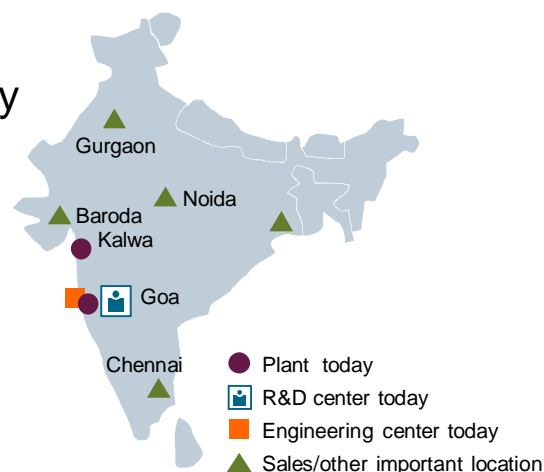 y
Gurgaon
Noida
Baroda
Kalwa
Goa
Chennai
Plant today
R&D center today
Engineering center today
Sales/other important location